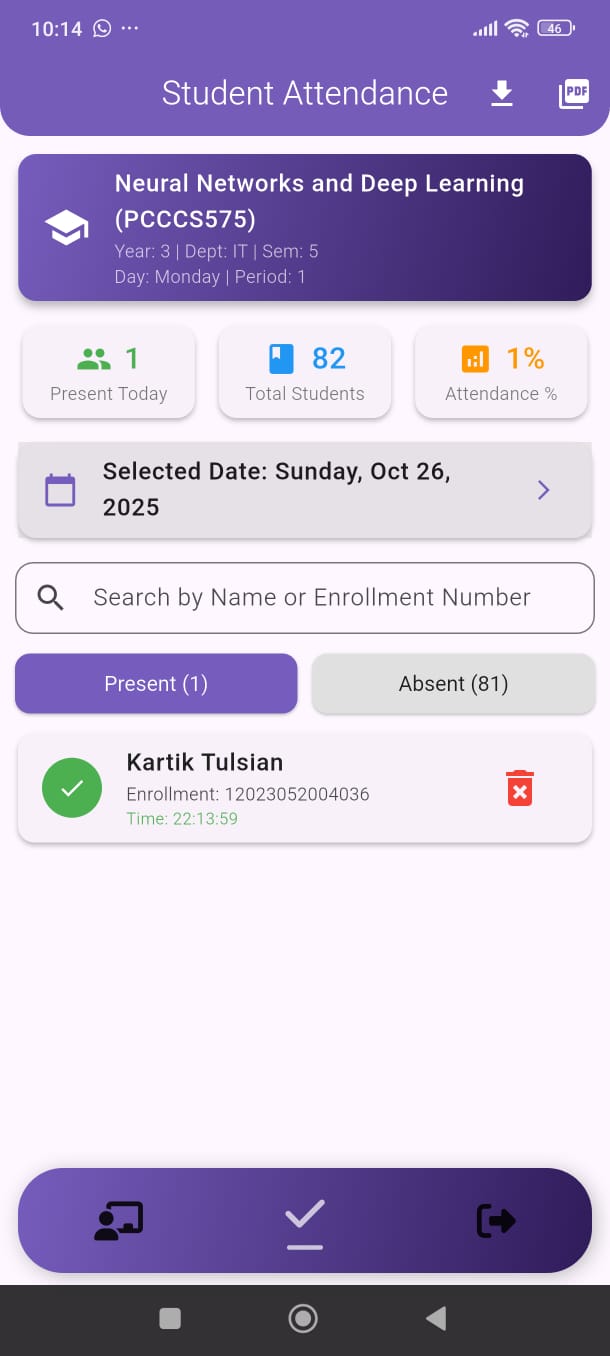 10:14 ...
46
Student Attendance
PDF
Neural Networks and Deep Learning
(PCCCS575)
Year: 3 | Dept: IT | Sem: 5
Day: Monday | Period: 1
1
Present Today
82
Total Students
1%
Attendance %
Selected Date: Sunday, Oct 26,
2025
Search by Name or Enrollment Number
Present (1)
Absent (81)
Kartik Tulsian
Enrollment: 12023052004036
Time: 22:13:59